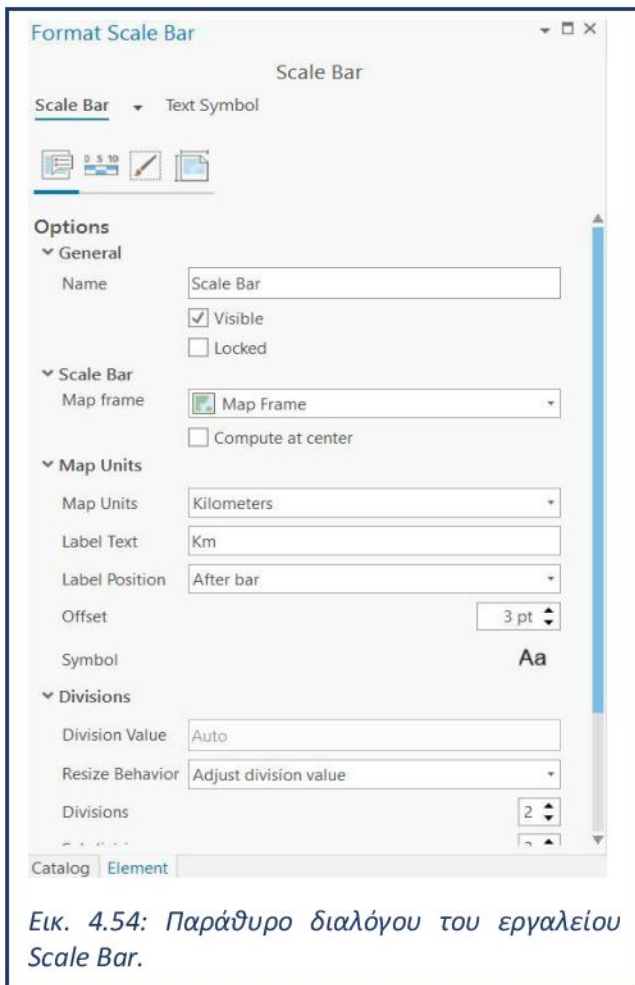 Format Scale Bar
Scale Bar
Scale Bar Text Symbol
0 5 10
Options
General
Name Scale Bar
Visible
Locked
Scale Bar
Map frame Map Frame
Compute at center
Map Units
Map Units Kilometers
Label Text Km
Label Position After bar
Offset 3 pt
Symbol Aa
Divisions
Division Value Auto
Resize Behavior Adjust division value
Divisions 2
Catalog Element
Εικ. 4.54: Παράθυρο διαλόγου του εργαλείου
Scale Bar.